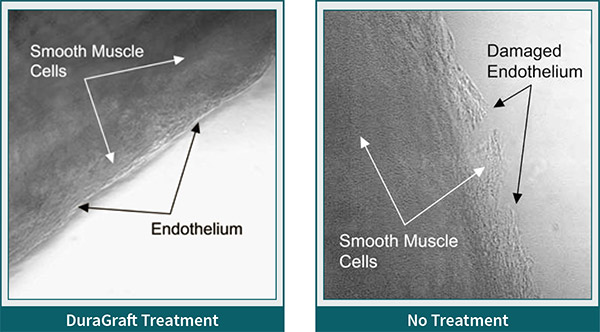 Smooth Muscle
Cells
Endothelium
DuraGraft Treatment
Damaged
Endothelium
Smooth Muscle
Cells
No Treatment